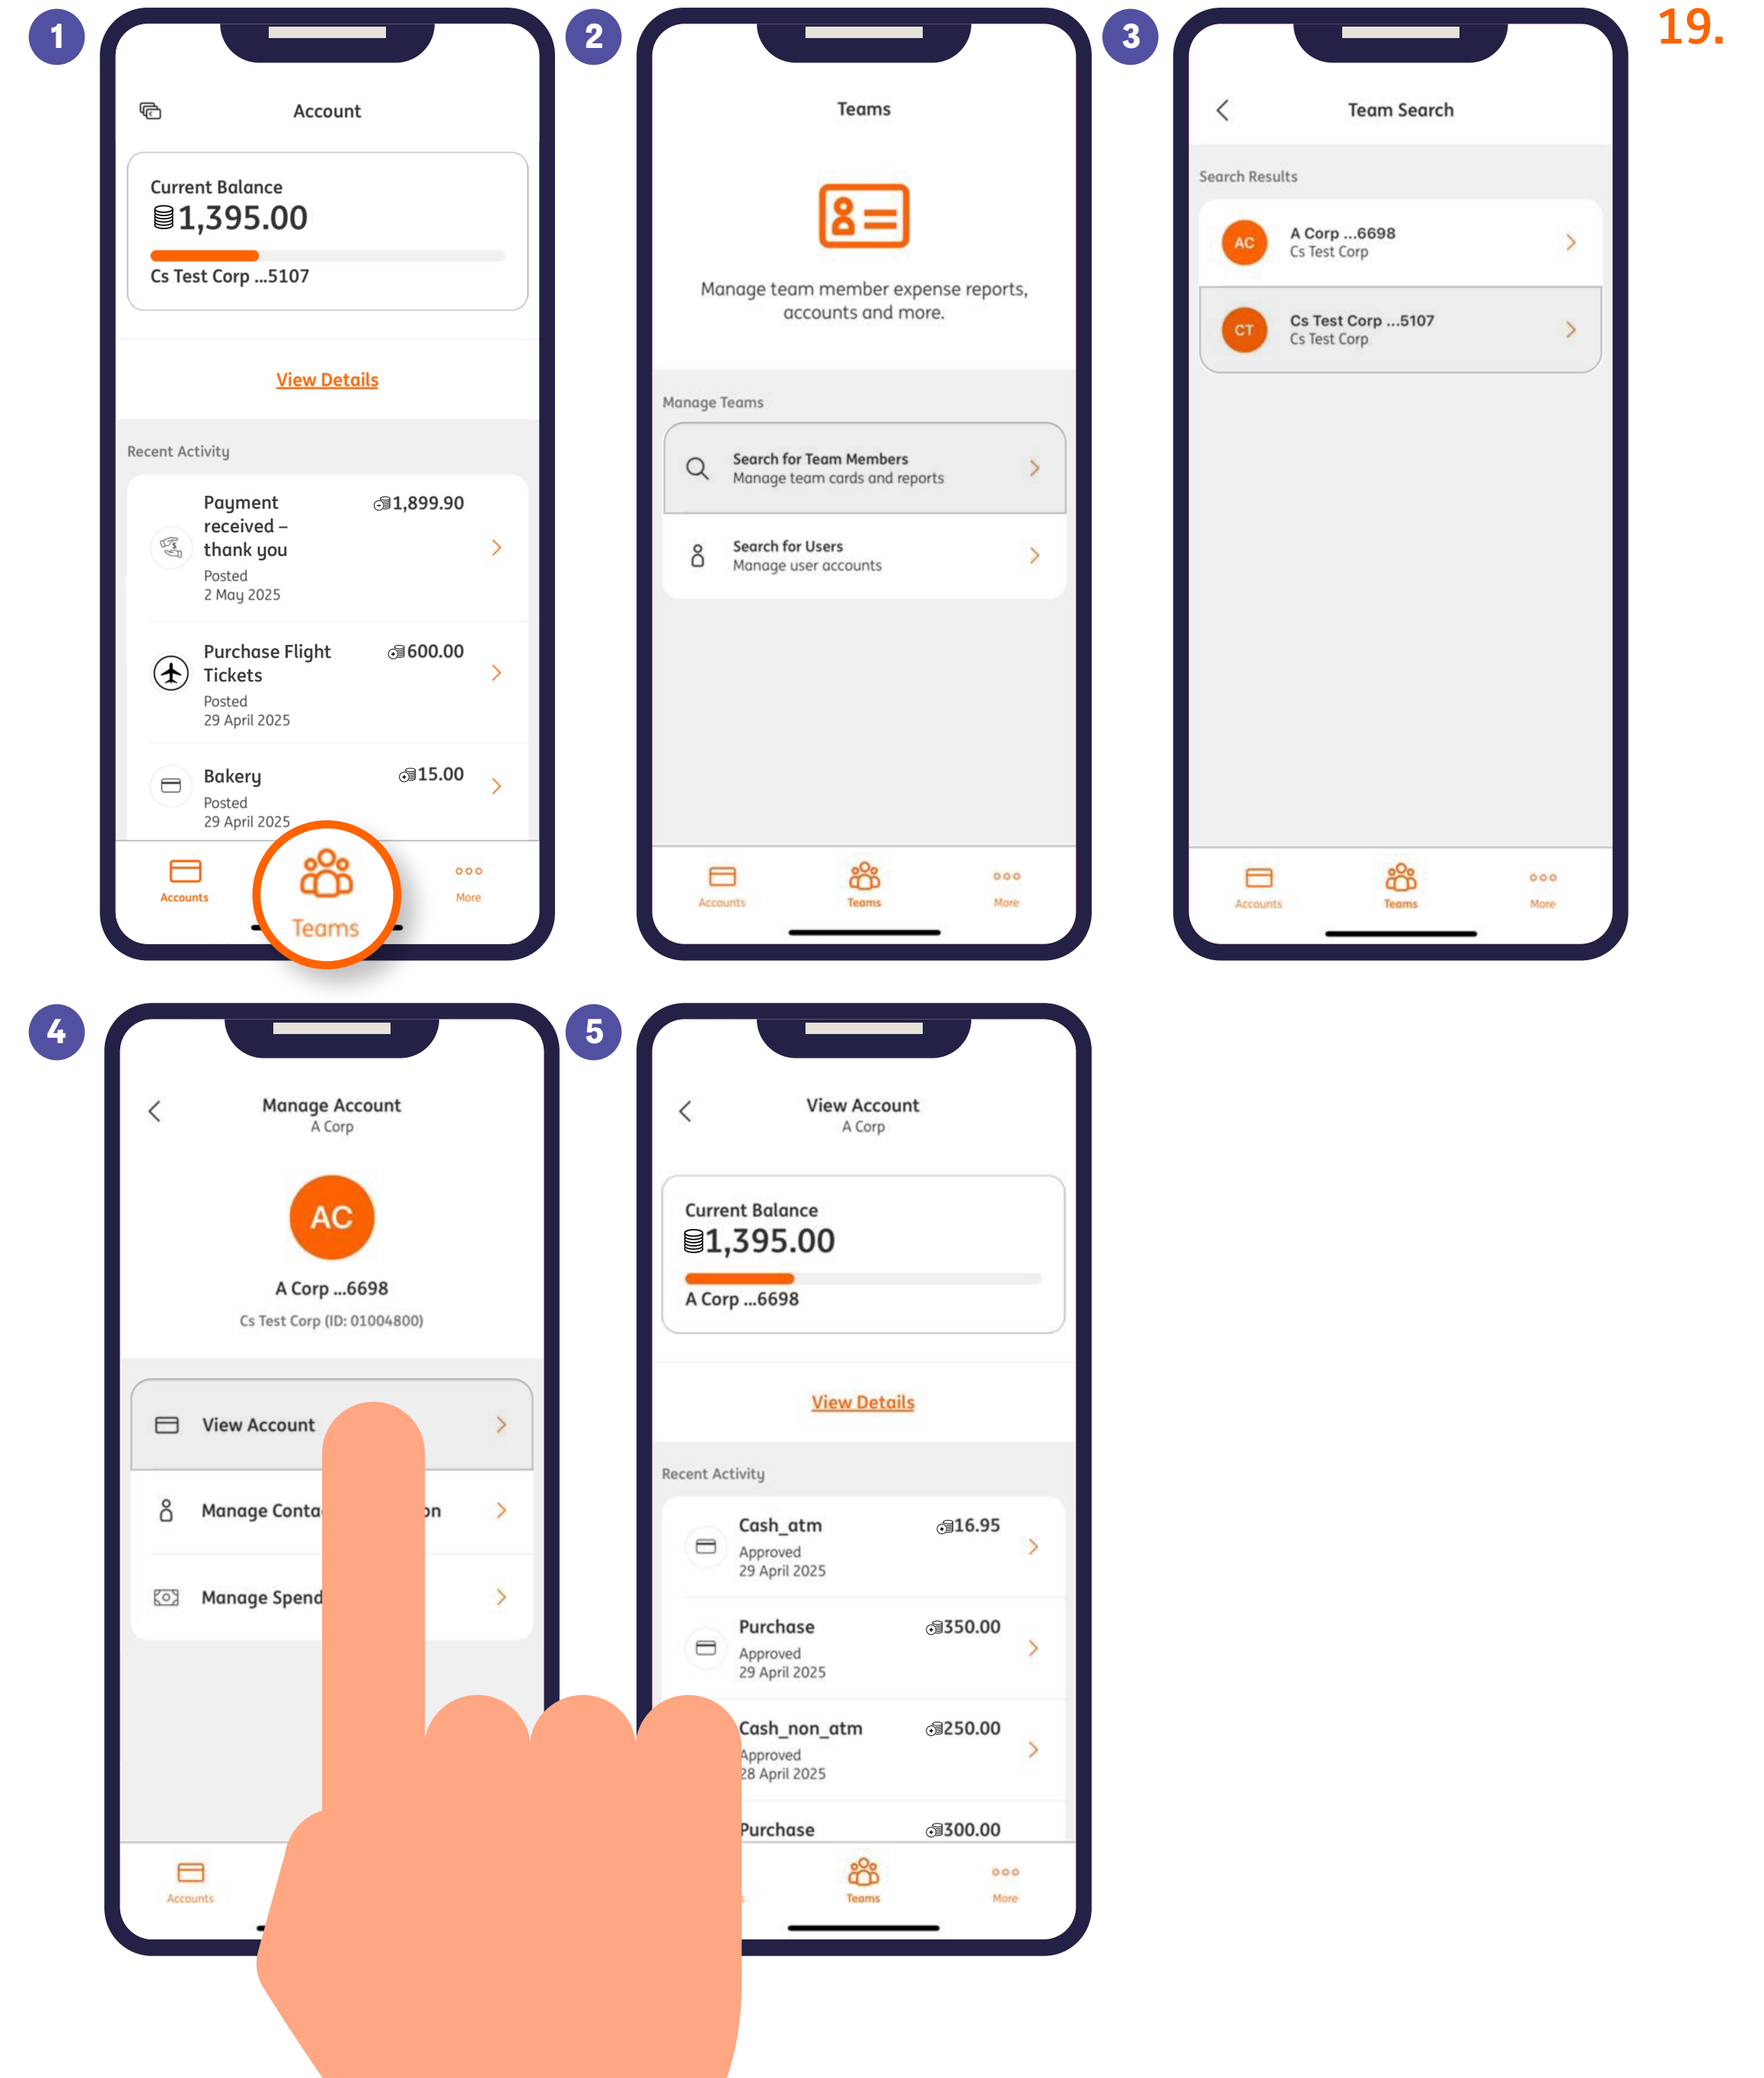 19.
1
Account
Current Balance
1,395.00
Cs Test Corp ...5107
View Details
Recent Activity
Payment
received –
thank you
1,899.90
Posted
2 May 2025
Purchase Flight
Tickets
600.00
Posted
29 April 2025
Bakery
15.00
Posted
29 April 2025
Accounts
Teams
More
2
Teams
Manage team member expense reports,
accounts and more.
Manage Teams
Search for Team Members
Manage team cards and reports
Search for Users
Manage user accounts
Accounts
Teams
More
3
Team Search
Search Results
AC
A Corp ...6698
Cs Test Corp
CT
Cs Test Corp ...5107
Cs Test Corp
Accounts
Teams
More
4
Manage Account
A Corp
AC
A Corp ...6698
Cs Test Corp (ID: 01004800)
View Account
Manage
Manage Spend
Accounts
5
View Account
A Corp
Current Balance
1,395.00
A Corp ...6698
View Details
Recent Activity
Cash_atm
16.95
Approved
29 April 2025
Purchase
350.00
Approved
29 April 2025
Cash_non_atm
250.00
Approved
28 April 2025
Purchase
300.00
Teams
More